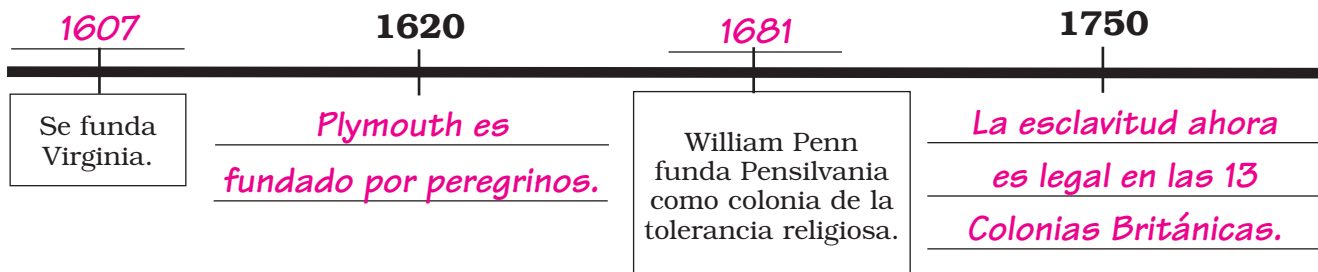 1607
1620
1681
1750
Se funda
Virginia.
Plymouth es
fundado por peregrinos.
William Penn
funda Pensilvania
como colonia de la
tolerancia religiosa.
La esclavitud ahora
es legal en las 13
Colonias Británicas.